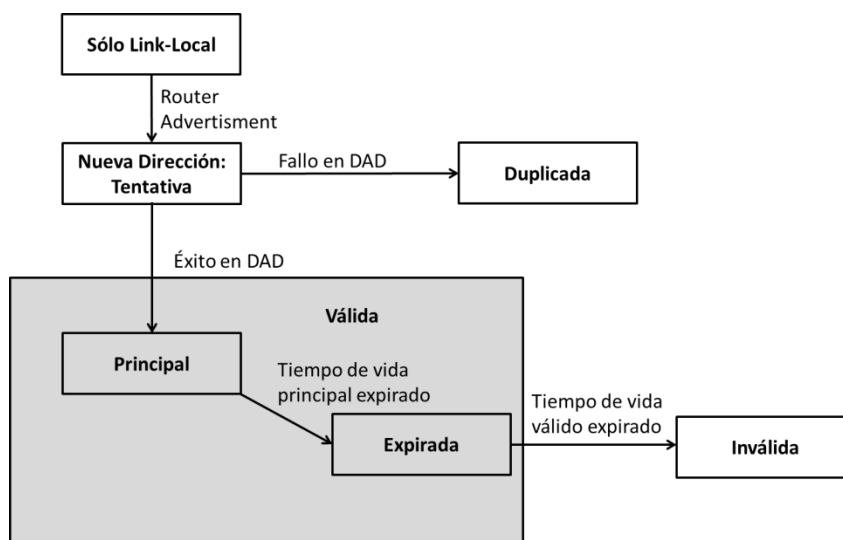 Sólo Link-Local
Router
Advertisment
Nueva Dirección:
Tentativa
Fallo en DAD
Duplicada
Éxito en DAD
Válida
Principal
Tiempo de vida
principal expirado
Expirada
Tiempo de vida
válido expirado
Inválida